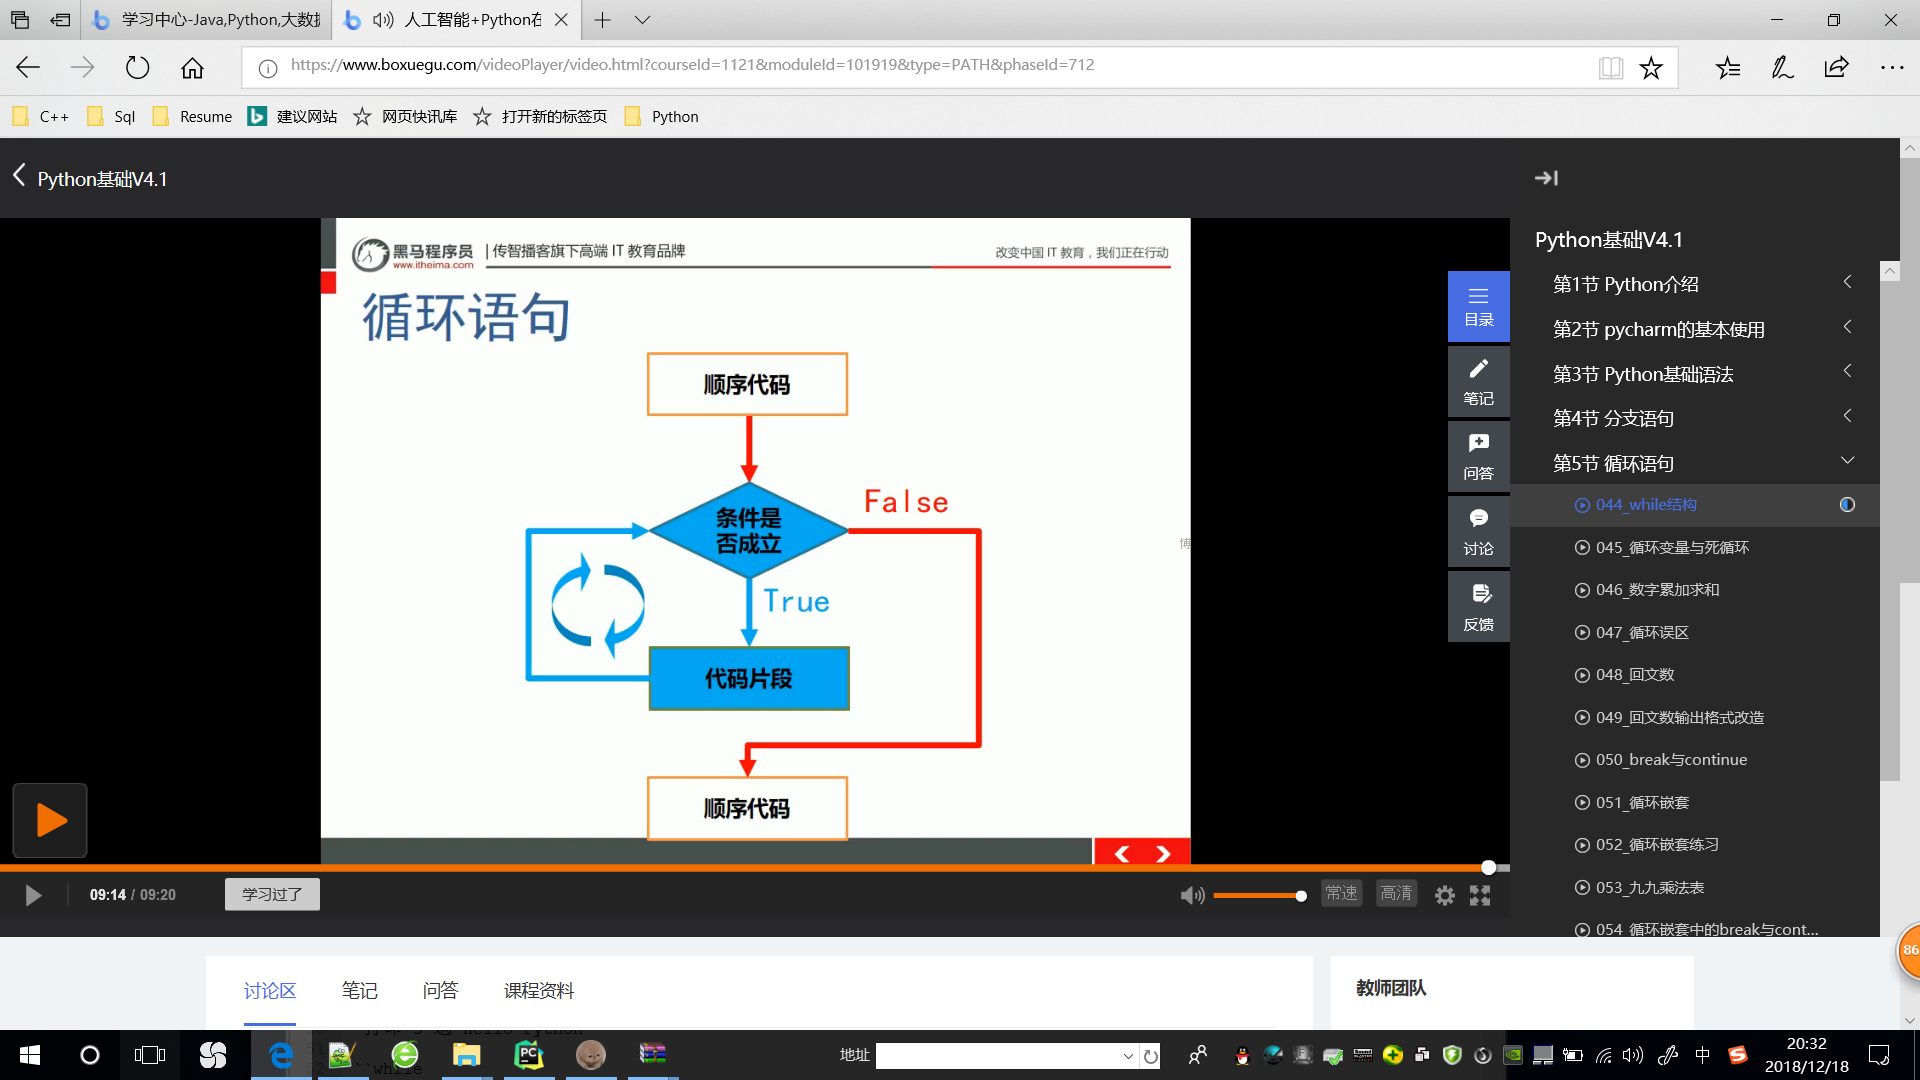 学习中心-Java,Python,大数据
人工智能+Python在
https://www.boxuegu.com/videoPlayer/video.html?courseId=1121&moduleId=101919&type=PATH&phaseId=712
C++ Sql Resume 建议网站 网页快讯库 打开新的标签页 Python
Python基础V4.1
黑马程序员 | 传智播客旗下高端 IT 教育品牌
www.itheima.com
改变中国 IT 教育，我们正在行动
循环语句
顺序代码
条件是
否成立
False
True
代码片段
顺序代码
博
目录
笔记
问答
讨论
反馈
Python基础V4.1
第1节 Python介绍
第2节 pycharm的基本使用
第3节 Python基础语法
第4节 分支语句
第5节 循环语句
044_while结构
045_循环变量与死循环
046_数字累加求和
047_循环误区
048_回文数
049_回文数输出格式改造
050_break与continue
051_循环嵌套
052_循环嵌套练习
053_九九乘法表
054_循环嵌套中的break与cont...
09:14 / 09:20
学习过了
常速
高清
86
讨论区 笔记 问答 课程资料
教师团队
while
地址
中
20:32
2018/12/18